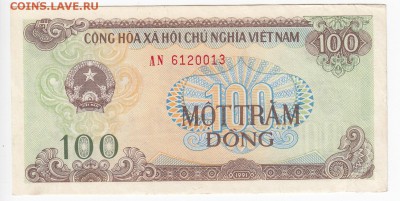 COINS.LAVE.RU
CỘNG HÒA XÃ HỘI CHỦ NGHĨA VIỆT NAM
100
AN 6120013
100
MỘT TRĂM
ĐỒNG
100
1991